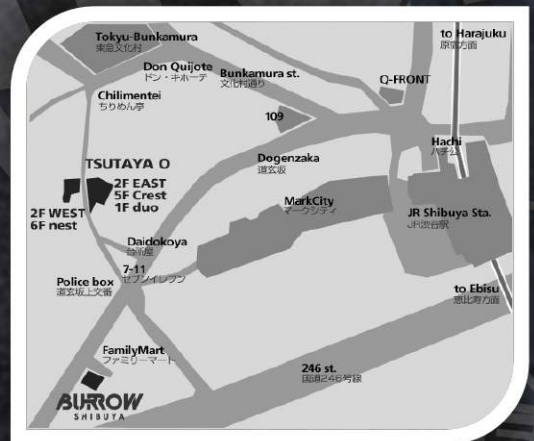 Tokyu-Bunkamura
東急文化村
to Harajuku
原宿方面
Don Quijote
ドン・キホーテ
Bunkamura st.
文化村通り
Q-FRONT
Chilimentei
ちりめん亭
109
Hachi
ハチ公
TSUTAYA O
2F EAST
5F Crest
1F duo
2F WEST
6F nest
Dogenzaka
道玄坂
MarkCity
マークシティ
JR Shibuya Sta.
JR渋谷駅
Daidokoya
台所屋
7-11
セブンイレブン
Police box
道玄坂上交番
to Ebisu
恵比寿方面
FamilyMart
ファミリーマート
246 st.
国道246号線
BURROW
SHIBUYA